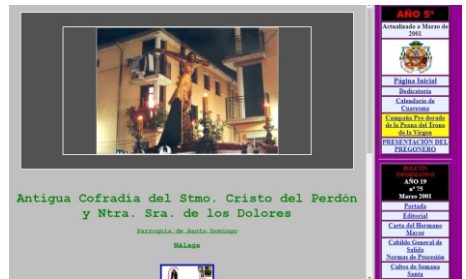 Antigua Cofradía del Stmo. Cristo del Perdón
y Ntra. Sra. de los Dolores
Parroquia de Santo Domingo
Málaga
AÑO 5º
Actualizado a Marzo de
2001
Página Inicial
Dedicatoria
Calendario de
Cuaresma
Campaña Pro dorado
de la Peana del Trono
de la Virgen
PRESENTACIÓN DEL
PREGONERO
BOLETÍN
INFORMATIVO
AÑO 19
nº 75
Marzo 2001
Portada
Editorial
Carta del Hermano
Mayor
Cabildo General de
Salida
Normas de Procesión
Cultos de Semana
Santa